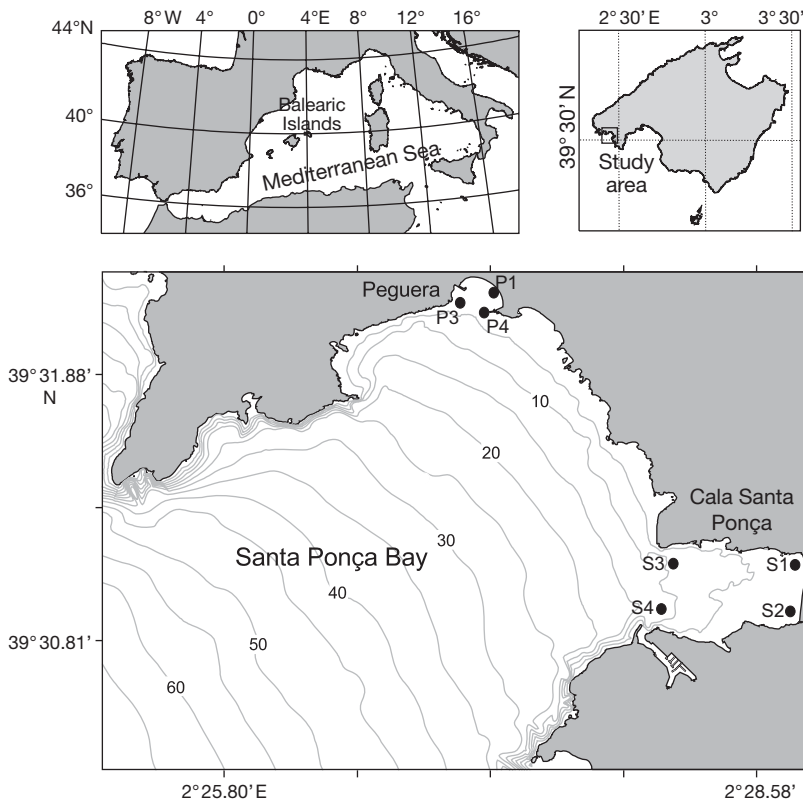 8°W 4° 0° 4°E 8° 12° 16°
44°N
40°
36°
Balearic
Islands
Mediterranean Sea
2°30' E 3° 3°30'
39°30' N
Study
area
Peguera
P1
P3
P4
39°31.88'
N
10
20
Cala Santa
Ponça
30
Santa Ponça Bay
S3
S1
40
S4
S2
39°30.81'
50
60
2°25.80'E 2°28.58'